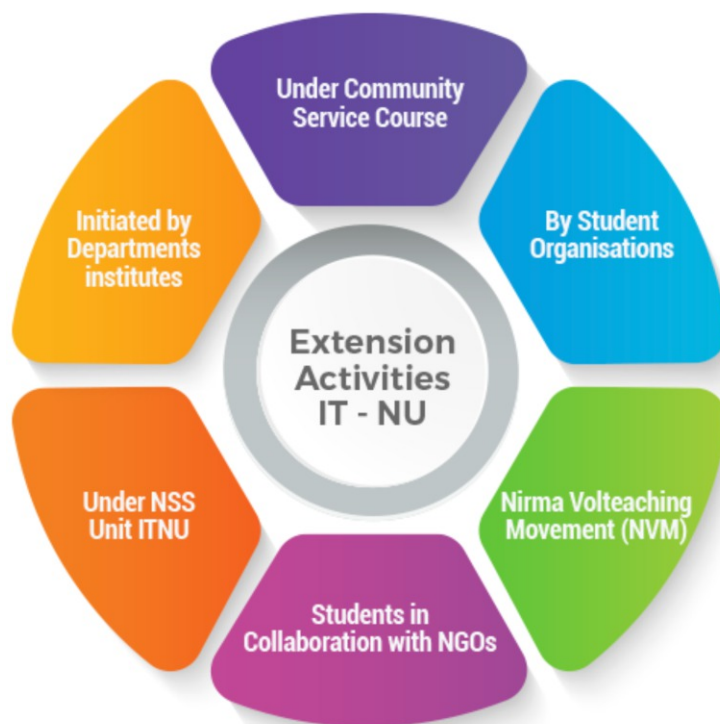 Under Community
Service Course
By Student
Organisations
Nirma Volteaching
Movement (NVM)
Students in
Collaboration with NGOs
Under NSS
Unit ITNU
Initiated by
Departments
institutes
Extension
Activities
IT - NU